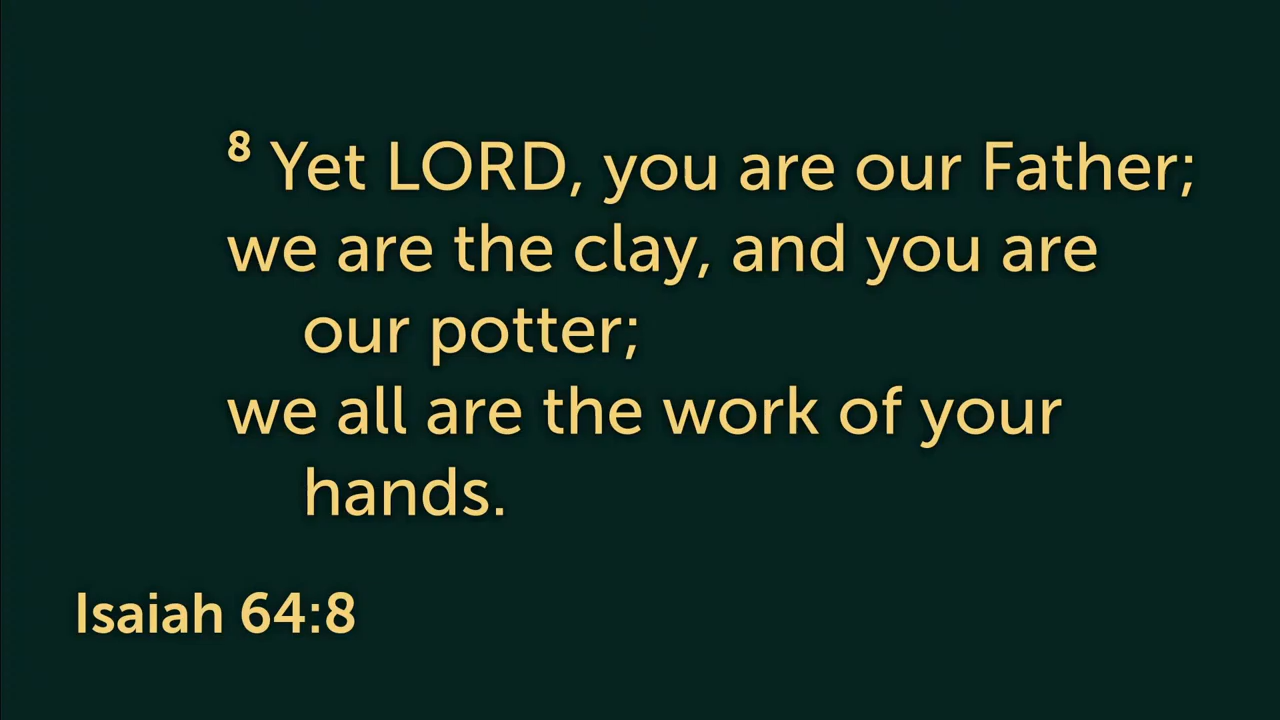 8 Yet LORD, you are our Father;
we are the clay, and you are
our potter;
we all are the work of your
hands.
Isaiah 64:8